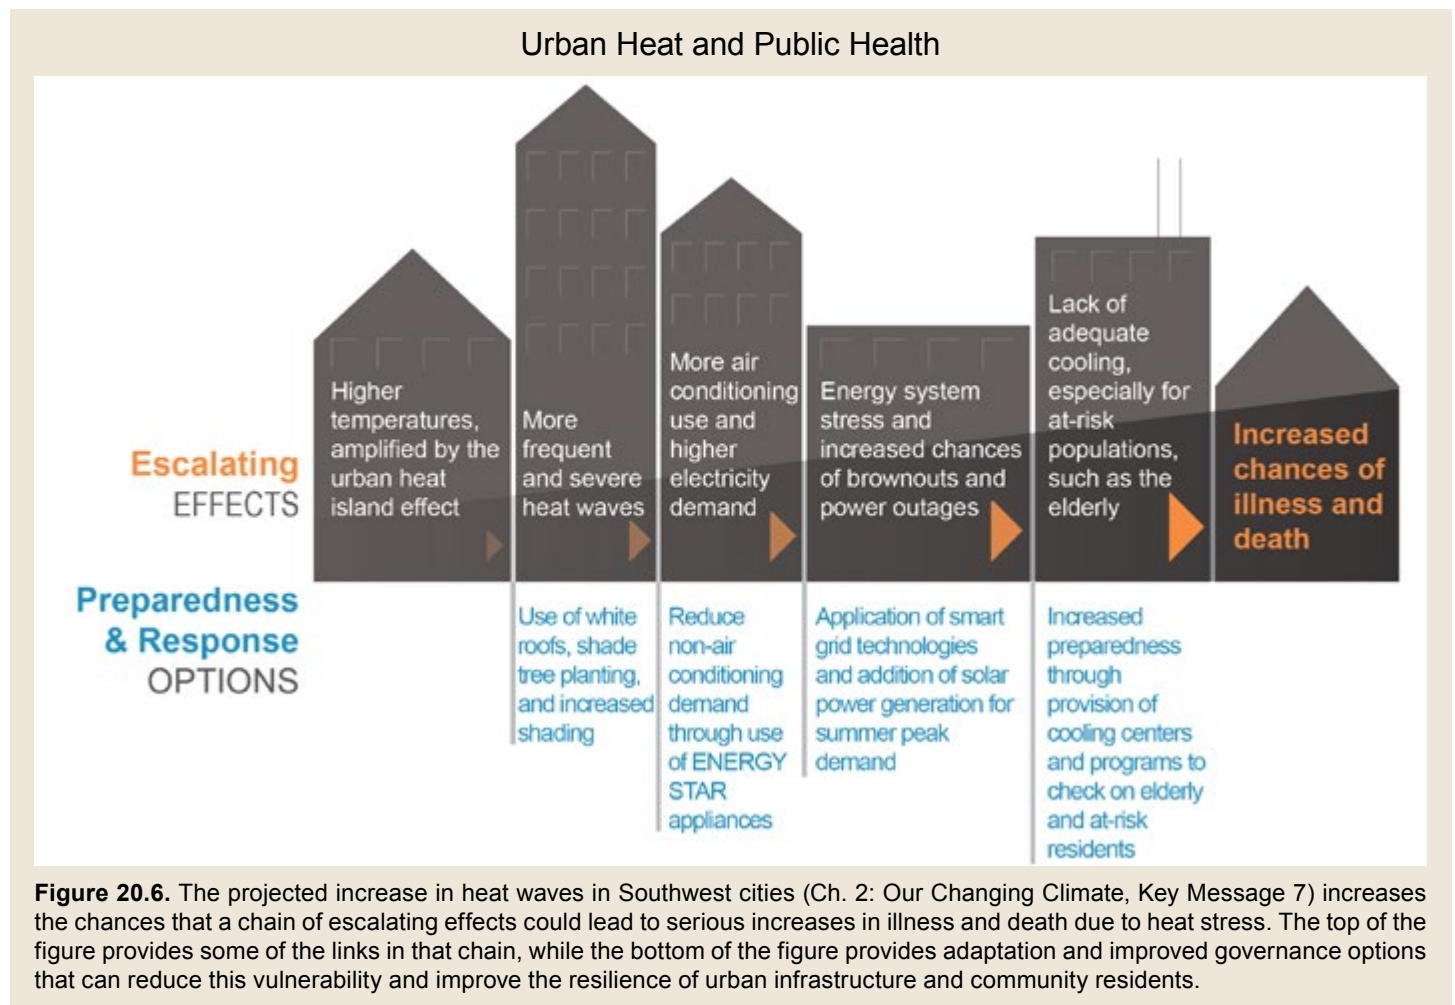 Urban Heat and Public Health
Escalating
EFFECTS
Higher
temperatures,
amplified by the
urban heat
island effect
More
frequent
and severe
heat waves
More air
conditioning
use and
higher
electricity
demand
Energy system
stress and
increased chances
of brownouts and
power outages
Lack of
adequate
cooling,
especially for
at-risk
populations,
such as the
elderly
Increased
chances of
illness and
death
Preparedness
& Response
OPTIONS
Use of white
roofs, shade
tree planting,
and increased
shading
Reduce
non-air
conditioning
demand
through use
of ENERGY
STAR
appliances
Application of smart
grid technologies
and addition of solar
power generation for
summer peak
demand
Increased
preparedness
through
provision of
cooling centers
and programs to
check on elderly
and at-risk
residents
Figure 20.6. The projected increase in heat waves in Southwest cities (Ch. 2: Our Changing Climate, Key Message 7) increases
the chances that a chain of escalating effects could lead to serious increases in illness and death due to heat stress. The top of the
figure provides some of the links in that chain, while the bottom of the figure provides adaptation and improved governance options
that can reduce this vulnerability and improve the resilience of urban infrastructure and community residents.